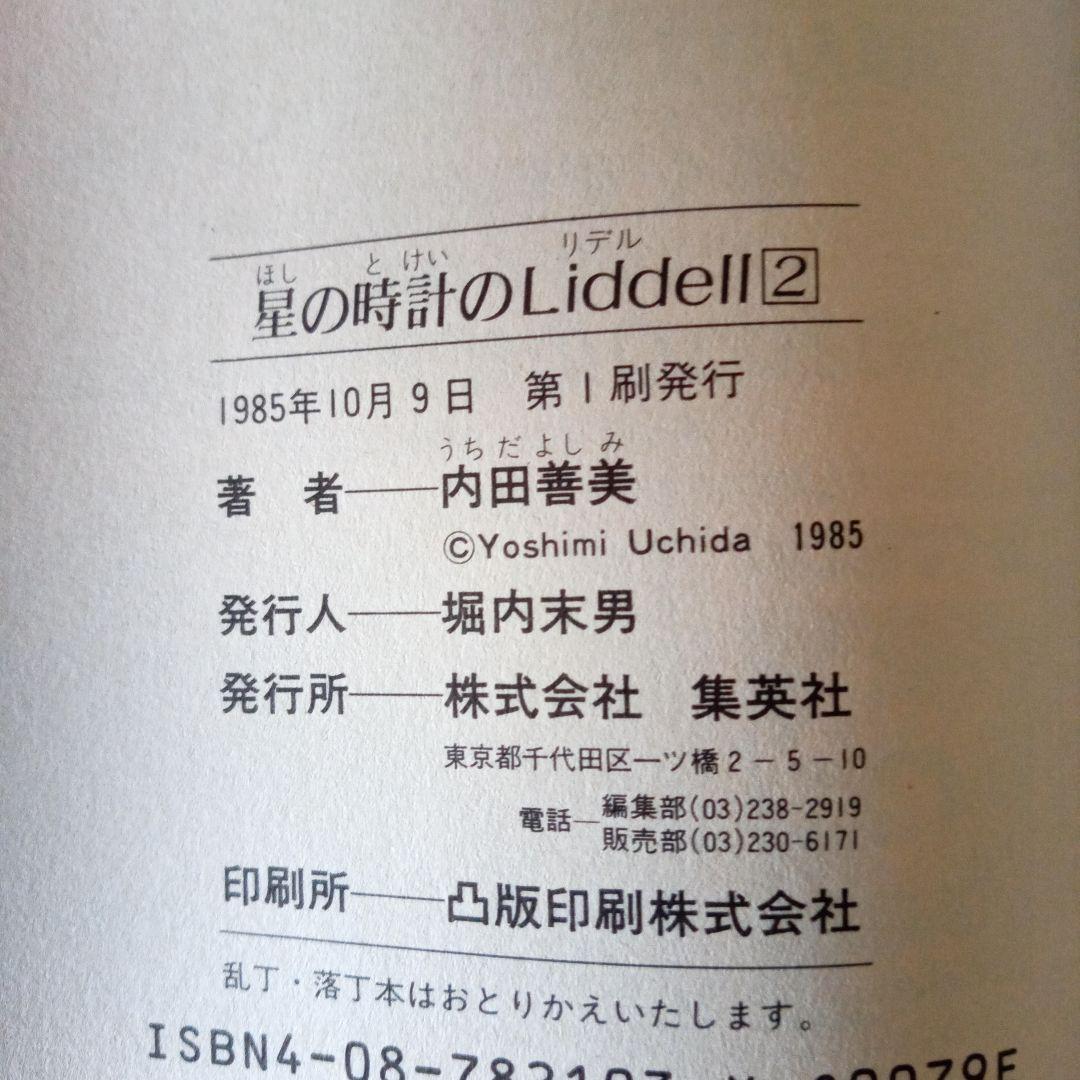 ほし と けい リデル
星の時計のLiddell2
1985年10月9日 第1刷発行
うち だ よし み
著 者――内田善美
©Yoshimi Uchida 1985
発行人――堀内末男
発行所――株式会社 集英社
東京都千代田区一ツ橋2－5－10
電話―編集部(03)238-2919
販売部(03)230-6171
印刷所――凸版印刷株式会社
乱丁・落丁本はおとりかえいたします。
ISBN4-08-782107